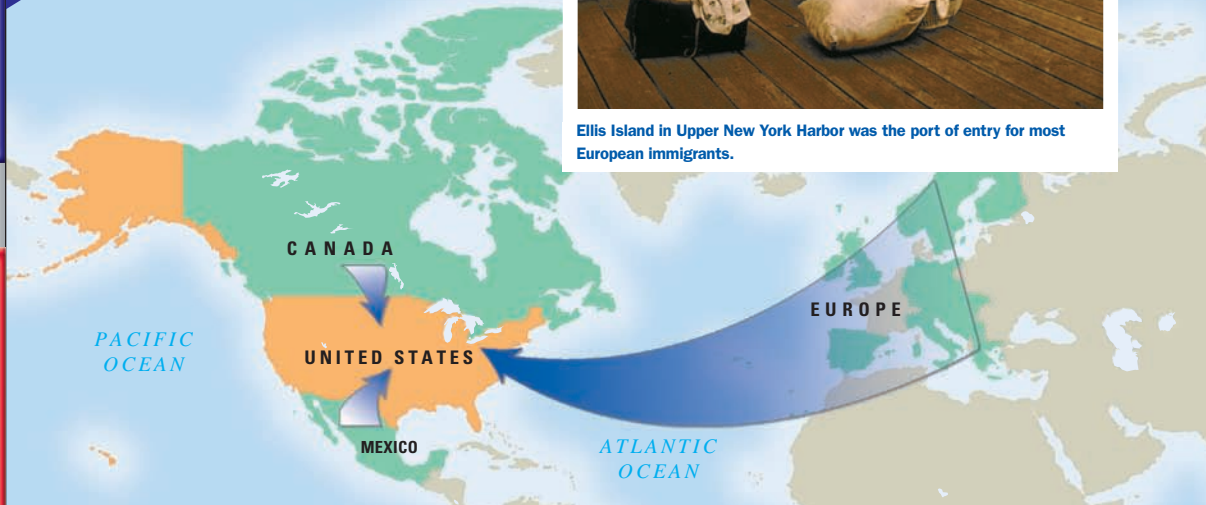 Ellis Island in Upper New York Harbor was the port of entry for most
European immigrants.
CANADA
EUROPE
PACIFIC
OCEAN
UNITED STATES
MEXICO
ATLANTIC
OCEAN